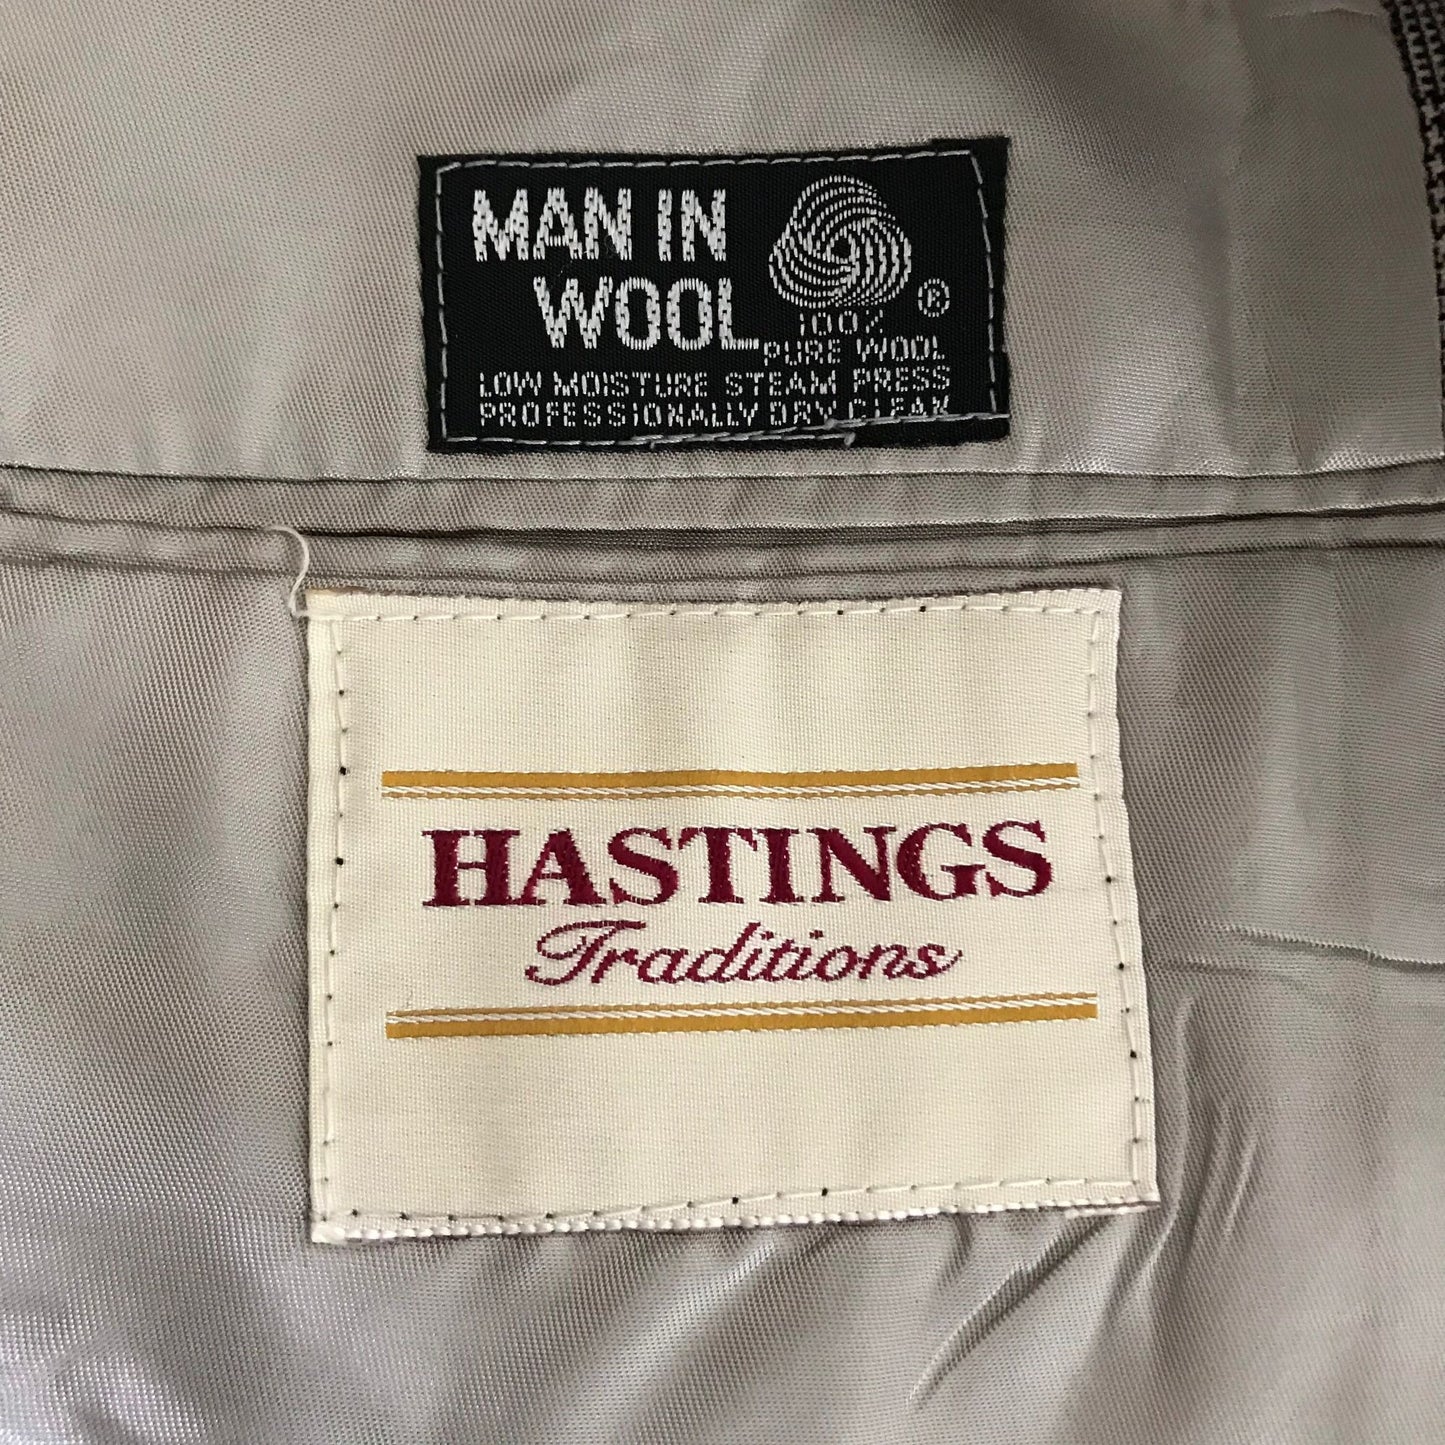 MAN IN
WOOL
®
100%
PURE WOOL
LOW MOISTURE STEAM PRESS
PROFESSIONALLY DRY CLEAN
HASTINGS
Traditions